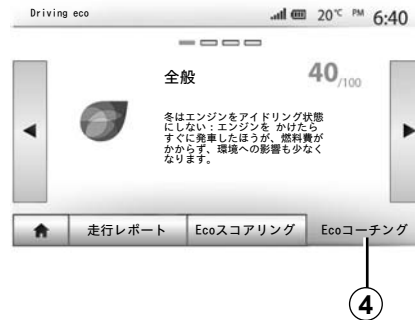 Driving eco
20℃ PM 6:40
全般
40/100
冬はエンジンをアイドリング状態
にしない：エンジンを かけたら
すぐに発車したほうが、燃料費が
かからず、環境への影響も少なく
なります。
走行レポート Ecoスコアリング Ecoコーチング
4